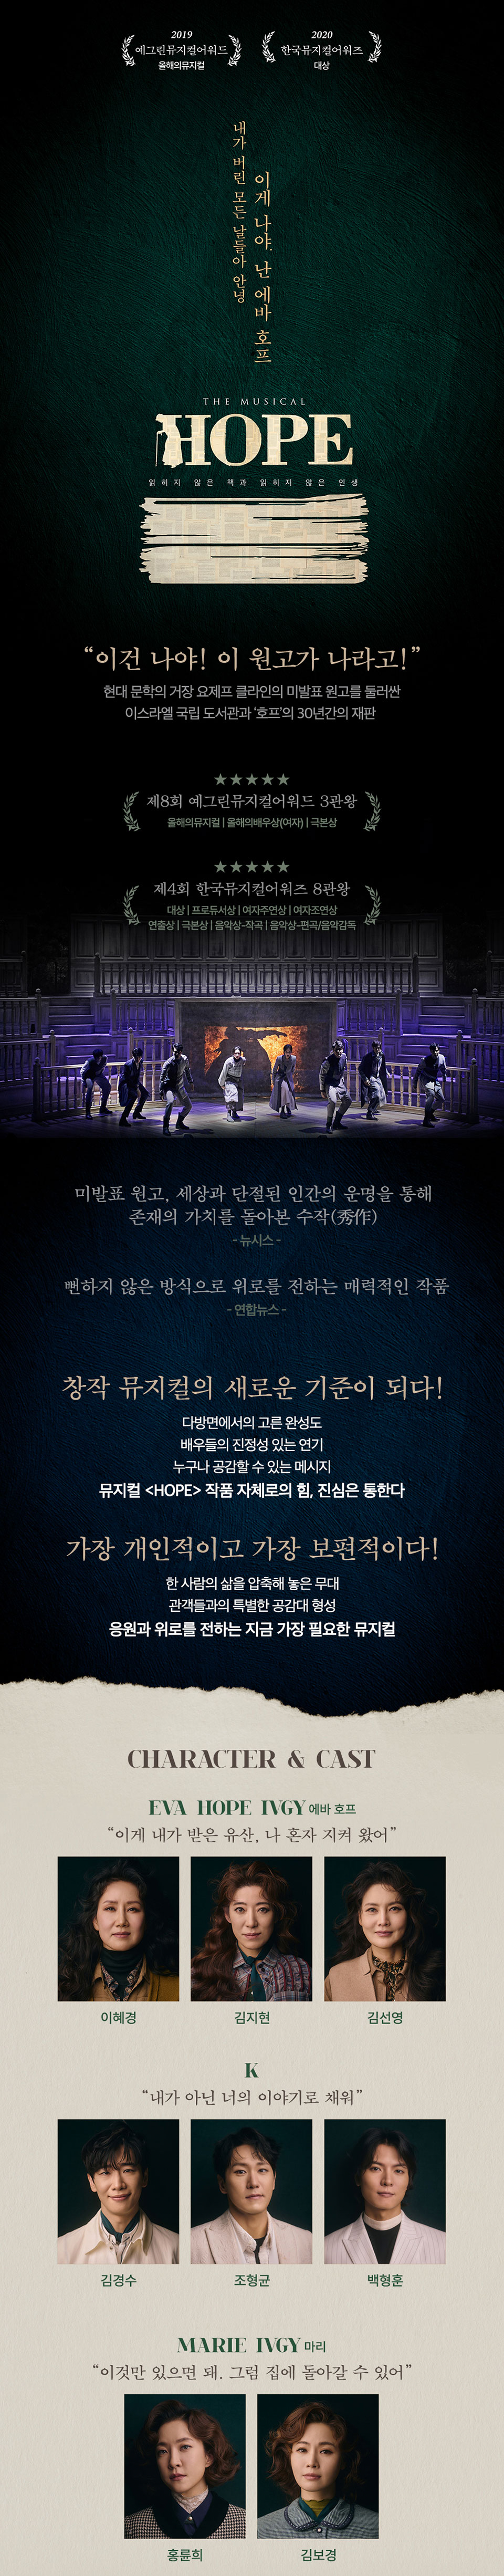 2019
예그린뮤지컬어워드
올해의뮤지컬
2020
한국뮤지컬어워즈
대상
이게 나야. 난 에바 호프
내가 버린 모든 날들아 안녕
THE MUSICAL
HOPE
읽히지 않은 책과 읽히지 않은 인생
“이건 나야! 이 원고가 나라고!”
현대 문학의 거장 요제프 클라인의 미발표 원고를 둘러싼
이스라엘 국립 도서관과 ‘호프’의 30년간의 재판
★★★★★
제8회 예그린뮤지컬어워드 3관왕
올해의뮤지컬 | 올해의배우상(여자) | 극본상
★★★★★
제4회 한국뮤지컬어워즈 8관왕
대상 | 프로듀서상 | 여자주연상 | 여자조연상
연출상 | 극본상 | 음악상-작곡 | 음악상-편곡/음악감독
미발표 원고, 세상과 단절된 인간의 운명을 통해
존재의 가치를 돌아본 수작(秀作)
- 뉴시스 -
뻔하지 않은 방식으로 위로를 전하는 매력적인 작품
- 연합뉴스 -
창작 뮤지컬의 새로운 기준이 되다!
다방면에서의 고른 완성도
배우들의 진정성 있는 연기
누구나 공감할 수 있는 메시지
뮤지컬 <HOPE> 작품 자체로의 힘, 진심은 통한다
가장 개인적이고 가장 보편적이다!
한 사람의 삶을 압축해 놓은 무대
관객들과의 특별한 공감대 형성
응원과 위로를 전하는 지금 가장 필요한 뮤지컬
CHARACTER & CAST
EVA HOPE IVGY 에바 호프
“이게 내가 받은 유산, 나 혼자 지켜 왔어”
이혜경 김지현 김선영
K
“내가 아닌 너의 이야기로 채워”
김경수 조형균 백형훈
MARIE IVGY 마리
“이것만 있으면 돼. 그럼 집에 돌아갈 수 있어”
홍륜희 김보경